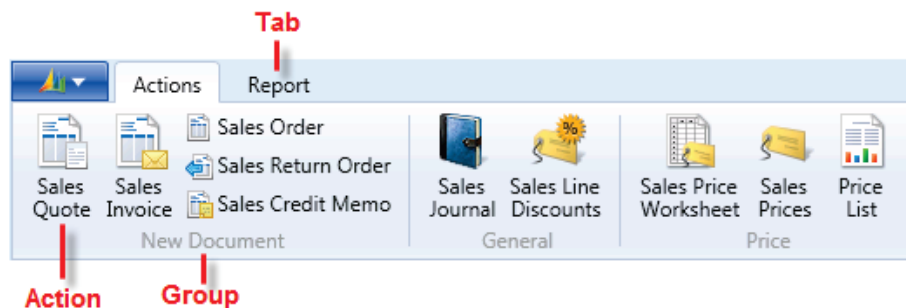 Tab
Actions
Report
Sales Order
Sales Return Order
Sales Credit Memo
Sales
Quote
Sales
Invoice
New Document
%
Sales
Journal
Sales Line
Discounts
General
Sales Price
Worksheet
Sales
Prices
Price
List
Price
Action
Group